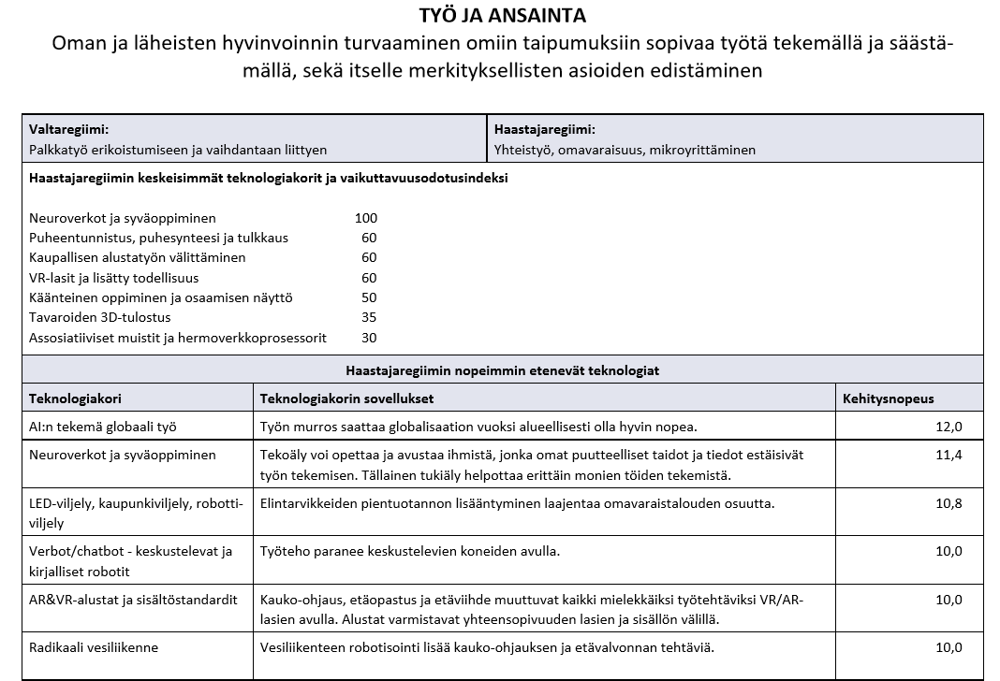 TYÖ JA ANSAINTA
Oman ja läheisten hyvinvoinnin turvaaminen omiin taipumuksiin sopivaa työtä tekemällä ja säästä-
mällä, sekä itselle merkityksellisten asioiden edistäminen
Valtaregiimi:
Palkkatyö erikoistumiseen ja vaihdantaan liittyen
Haastajaregiimi:
Yhteistyö, omavaraisuus, mikroyrittäminen
Haastajaregiimin keskeisimmät teknologiakorit ja vaikuttavuusodotusindeksi
Neuroverkot ja syväoppiminen 100
Puheentunnistus, puhesynteesi ja tulkkaus 60
Kaupallisen alustatyön välittäminen 60
VR-lasit ja lisätty todellisuus 60
Käänteinen oppiminen ja osaamisen näyttö 50
Tavaroiden 3D-tulostus 35
Assosiatiiviset muistit ja hermoverkkoprosessorit 30
Haastajaregiimin nopeimmin etenevät teknologiat
Teknologiakori Teknologiakorin sovellukset Kehitysnopeus
AI:n tekemä globaali työ Työn murros saattaa globalisaation vuoksi alueellisesti olla hyvin nopea. 12,0
Neuroverkot ja syväoppiminen Tekoäly voi opettaa ja avustaa ihmistä, jonka omat puutteelliset taidot ja tiedot estäisivät 11,4
työn tekemisen. Tällainen tukiäly helpottaa erittäin monien töiden tekemistä.
LED-viljely, kaupunkiviljely, robotti- Elintarvikkeiden pientuotannon lisääntyminen laajentaa omavaraistalouden osuutta. 10,8
viljely
Verbot/chatbot - keskustelevat ja Työteho paranee keskustelevien koneiden avulla. 10,0
kirjalliset robotit
AR&VR-alustat ja sisältöstandardit Kauko-ohjaus, etäopastus ja etäviihde muuttuvat kaikki mielekkäiksi työtehtäviksi VR/AR- 10,0
lasien avulla. Alustat varmistavat yhteensopivuuden lasien ja sisällön välillä.
Radikaali vesiliikenne Vesiliikenteen robotisointi lisää kauko-ohjauksen ja etävalvonnan tehtäviä. 10,0